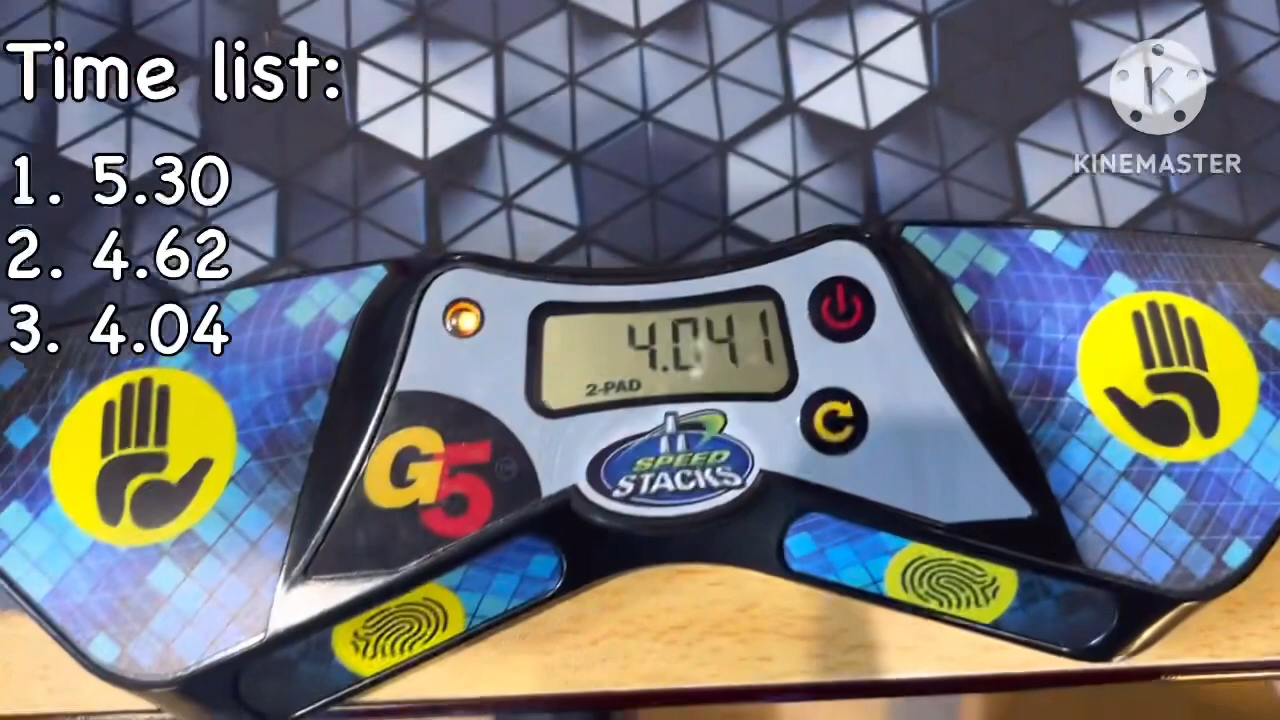 Time list:
1. 5.30
2. 4.62
3. 4.04
KINEMASTER
4.041
2-PAD
G5
TM
SPEED
STACKS